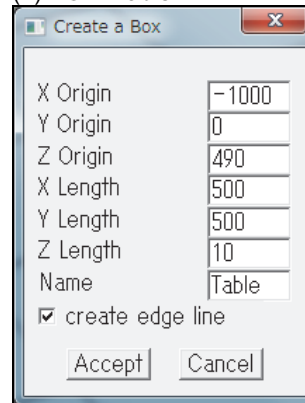 Create a Box
X Origin -1000
Y Origin 0
Z Origin 490
X Length 500
Y Length 500
Z Length 10
Name Table
create edge line
Accept Cancel